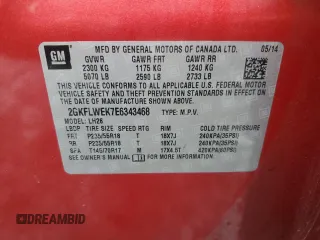 GM
MFD BY GENERAL MOTORS OF CANADA LTD. 05/14
GVWR GAWR FRT GAWR RR
2300 KG 1175 KG 1240 KG
5070 LB 2590 LB 2733 LB
THIS VEHICLE CONFORMS TO ALL APPLICABLE U.S. FEDERAL MOTOR
VEHICLE SAFETY, BUMPER, AND THEFT PREVENTION STANDARDS
IN EFFECT ON THE DATE OF MANUFACTURE SHOWN ABOVE.
2GKFLWEK7E6343468 TYPE: M.P.V.
MODEL: LH26
LOCP TIRE SIZE SPEED RTG RIM COLD TIRE PRESSURE
FRT P235/55R18 T 18X7J 240KPA(35PSI)
RR P235/55R18 T 18X7J 240KPA(35PSI)
SPA T145/70R17 M 17X4.5T 420KPA(60PSI)
SEE OWNER'S MANUAL FOR ADDITIONAL INFORMATION
DREAMBID